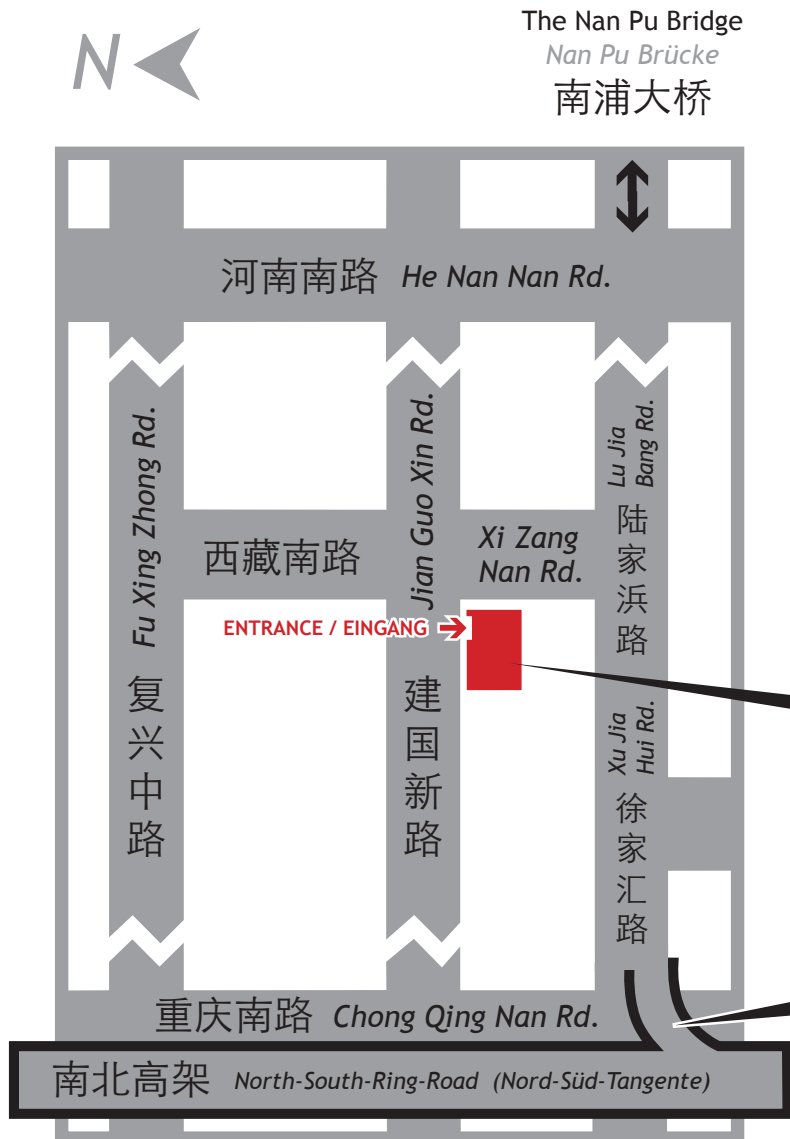 N
The Nan Pu Bridge
Nan Pu Brücke
南浦大桥
河南南路 He Nan Nan Rd.
Fu Xing Zhong Rd.
复兴中路
Jian Guo Xin Rd.
建国新路
Lu Jia
Bang Rd.
陆家浜路
西藏南路
Xi Zang
Nan Rd.
ENTRANCE / EINGANG
Xu Jia
Hui Rd.
徐家汇路
重庆南路 Chong Qing Nan Rd.
南北高架 North-South-Ring-Road (Nord-Süd-Tangente)